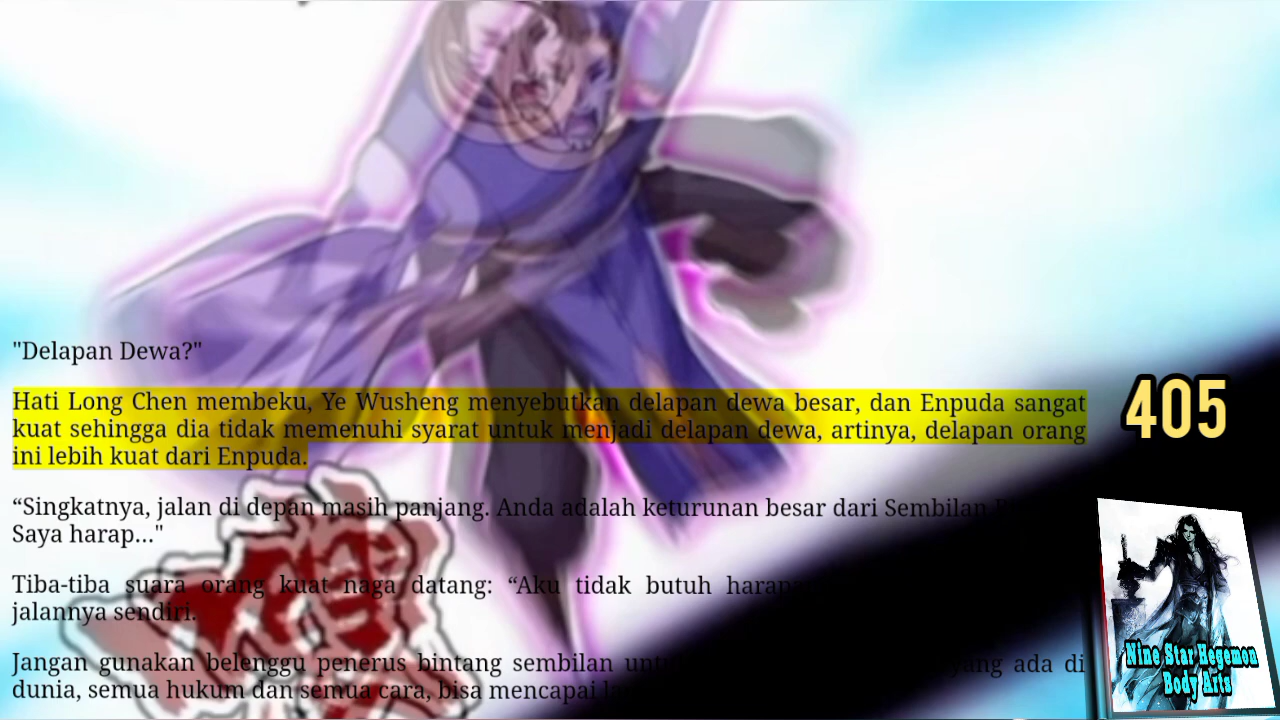 "Delapan Dewa?"
Hati Long Chen membeku, Ye Wusheng menyebutkan delapan dewa besar, dan Enpuda sangat
kuat sehingga dia tidak memenuhi syarat untuk menjadi delapan dewa, artinya, delapan orang
ini lebih kuat dari Enpuda.
405
“Singkatnya, jalan di depan masih panjang. Anda adalah keturunan besar dari Sembilan
Saya harap..."
Tiba-tiba suara orang kuat naga datang: “Aku tidak butuh
jalannya sendiri.
Jangan gunakan belenggu penerus bintang sembilan yang ada di
dunia, semua hukum dan semua cara, bisa mencapai
Nine Star Hegemon
Body Arts